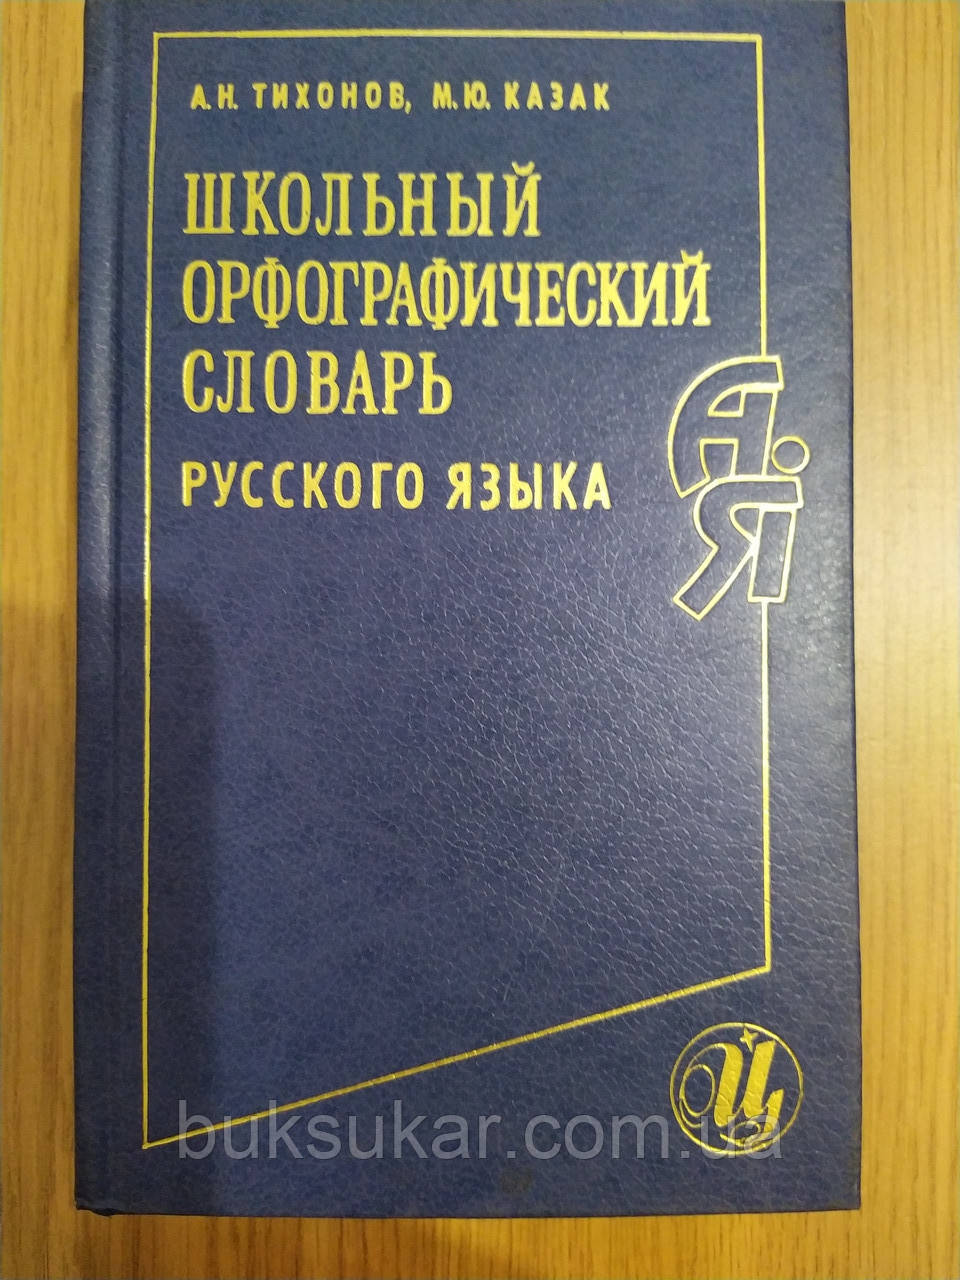 А.Н. ТИХОНОВ, М.Ю. КАЗАК
ШКОЛЬНЫЙ
ОРФОГРАФИЧЕСКИЙ
СЛОВАРЬ
РУССКОГО ЯЗЫКА
А
Я
buksukar.com.ua